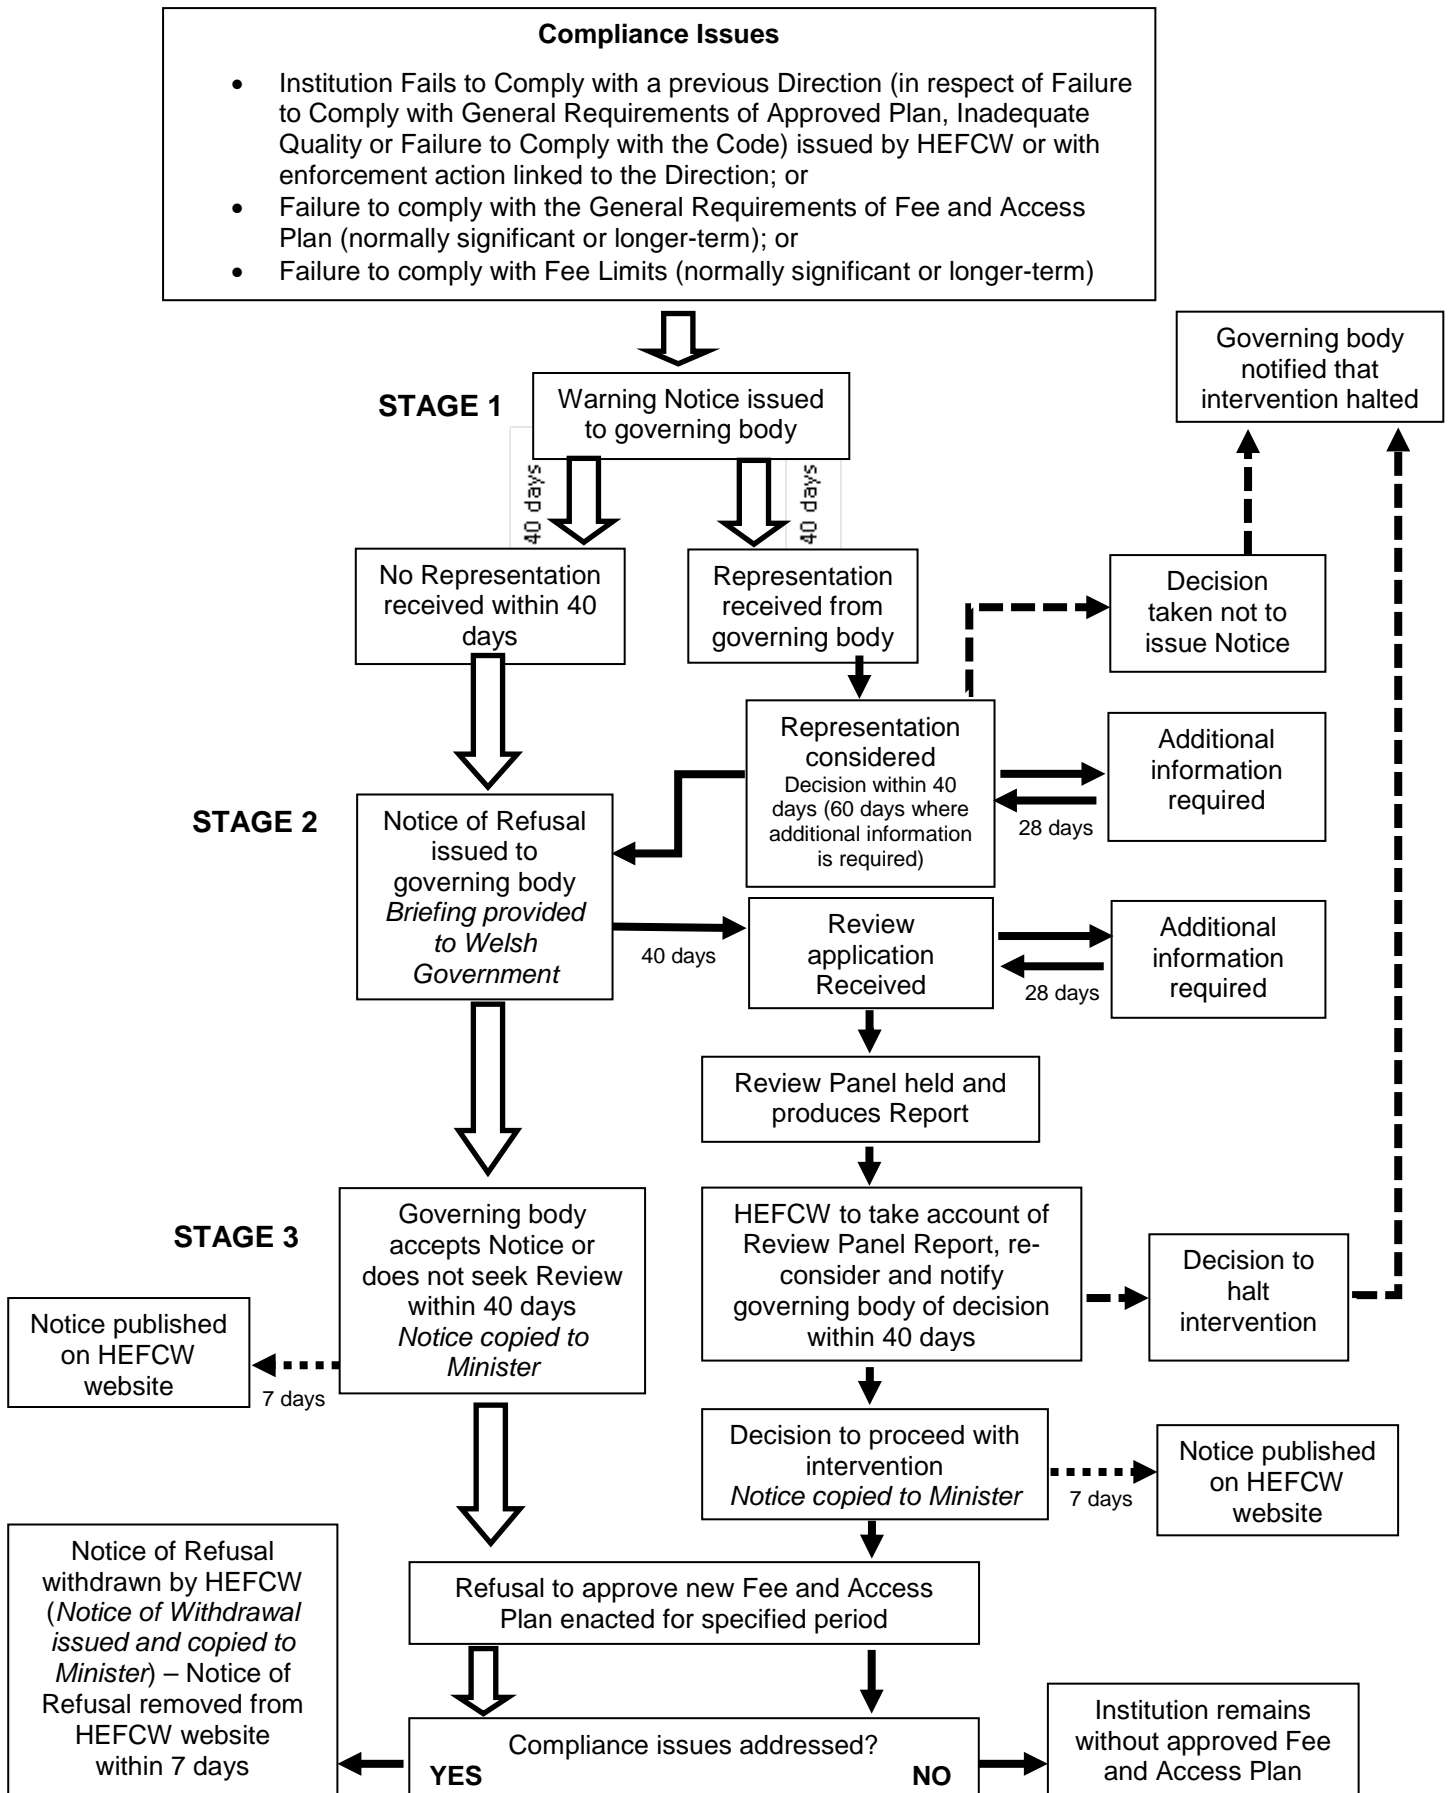 Compliance Issues
• Institution Fails to Comply with a previous Direction (in respect of Failure
to Comply with General Requirements of Approved Plan, Inadequate
Quality or Failure to Comply with the Code) issued by HEFCW or with
enforcement action linked to the Direction; or
• Failure to comply with the General Requirements of Fee and Access
Plan (normally significant or longer-term); or
• Failure to comply with Fee Limits (normally significant or longer-term)
Governing body
notified that
intervention halted
STAGE 1
Warning Notice issued
to governing body
40 days
40 days
No Representation
received within 40
days
Representation
received from
governing body
Decision
taken not to
issue Notice
Representation
considered
Decision within 40
days (60 days where
additional information
is required)
Additional
information
required
28 days
STAGE 2
Notice of Refusal
issued to
governing body
Briefing provided
to Welsh
Government
40 days
Review
application
Received
Additional
information
required
28 days
Review Panel held and
produces Report
STAGE 3
Governing body
accepts Notice or
does not seek Review
within 40 days
Notice copied to
Minister
HEFCW to take account of
Review Panel Report, re-
consider and notify
governing body of decision
within 40 days
Decision to
halt
intervention
Notice published
on HEFCW
website
7 days
Decision to proceed with
intervention
Notice copied to Minister
7 days
Notice published
on HEFCW
website
Notice of Refusal
withdrawn by HEFCW
(Notice of Withdrawal
issued and copied to
Minister) – Notice of
Refusal removed from
HEFCW website
within 7 days
Refusal to approve new Fee and Access
Plan enacted for specified period
Compliance issues addressed?
YES
NO
Institution remains
without approved Fee
and Access Plan